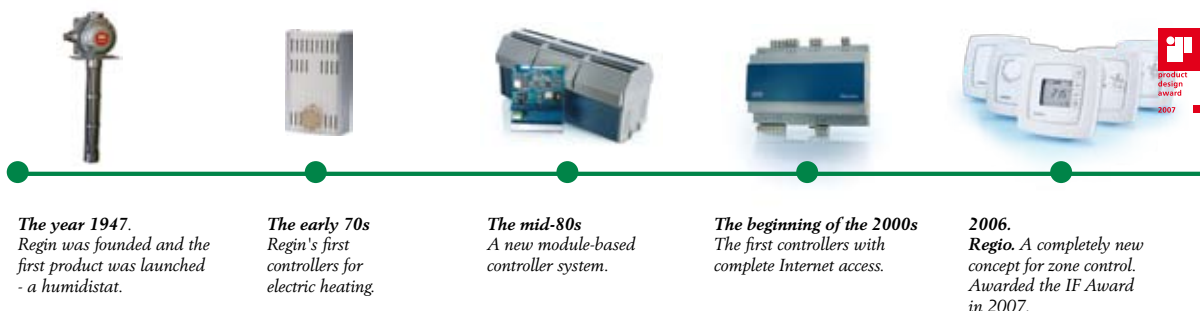 product
design
award
2007
The year 1947.
Regin was founded and the
first product was launched
- a humidistat.
The early 70s
Regin's first
controllers for
electric heating.
The mid-80s
A new module-based
controller system.
The beginning of the 2000s
The first controllers with
complete Internet access.
2006.
Regio. A completely new
concept for zone control.
Awarded the IF Award
in 2007.